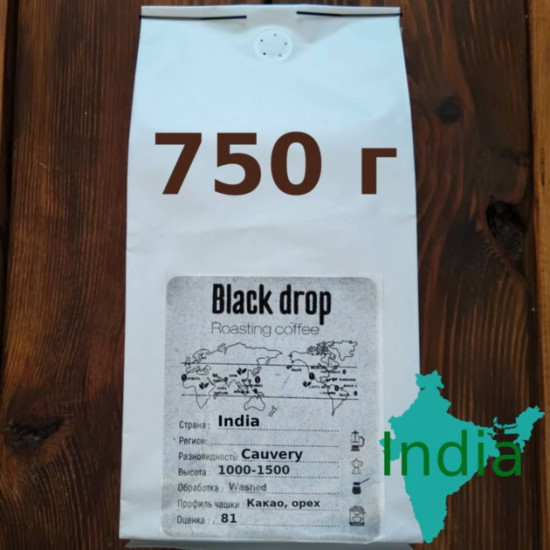 750 г
Black drop
Roasting coffee
Страна: India
Регион:
Разновидность: Cauvery
Высота 1000-1500
Обработка: Washed
Профиль чашки: Какао, орех
Оценка: 81
India